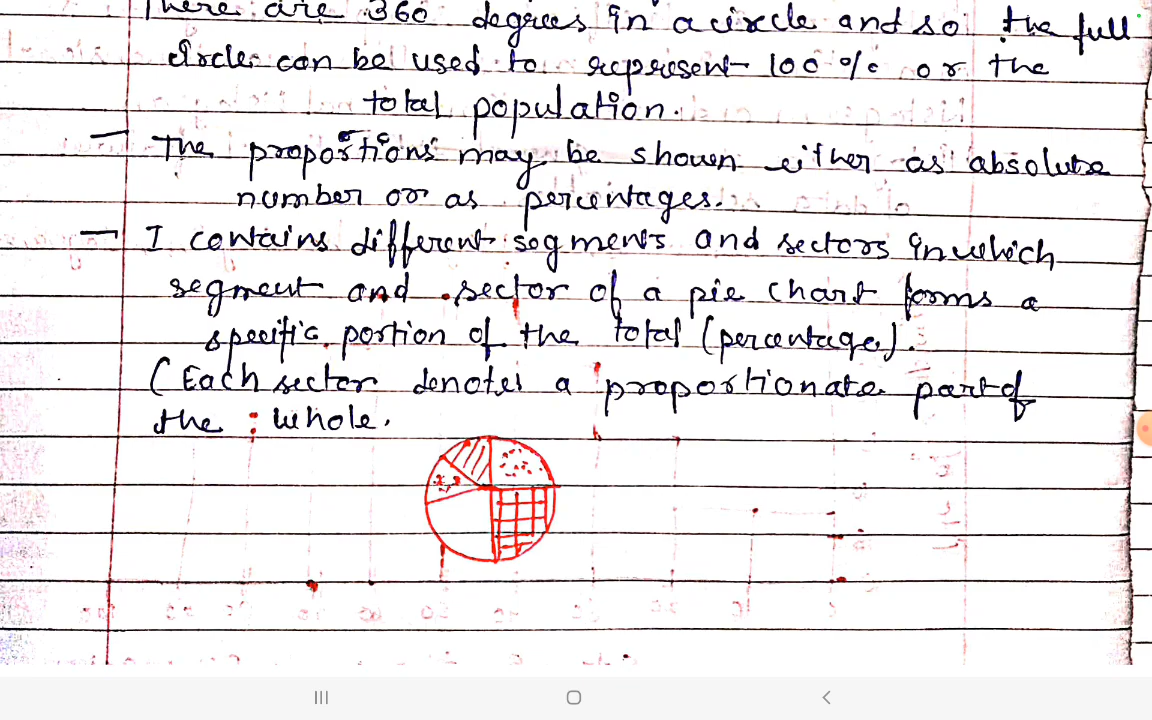 There are 360 degrees in a circle and so the full
circle can be used to represent 100 % or the
total population.
- The proportions may be shown either as absolute
number or as percentages.
- I contains different segments and sectors in which
segment and sector of a pie chart forms a
specific portion of the total (percentage).
(Each sector denotes a proportionate part of
the : whole.